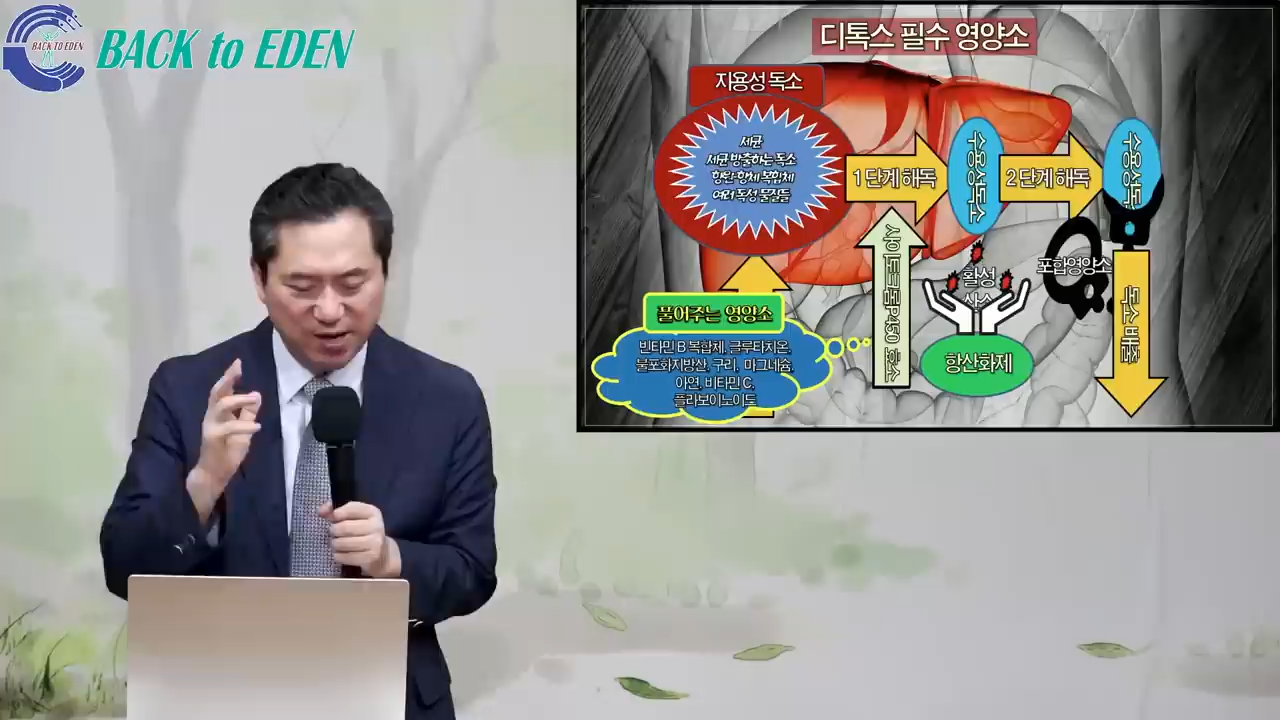 BACK TO EDEN
BACK to EDEN
디톡스 필수 영양소
지용성 독소
세균
세균 방출하는 독소
항원-항체 복합체
여러 독성 물질들
1단계 해독
수용성독소
2단계 해독
수용성독
사이토크롬P450 효소
활성
산소
포합영양소
독소배출
항산화제
풀어주는 영양소
빈타민 B 복합체, 글루타치온,
불포화지방산, 구리, 마그네슘,
아연, 비타민 C,
플라보이노이드